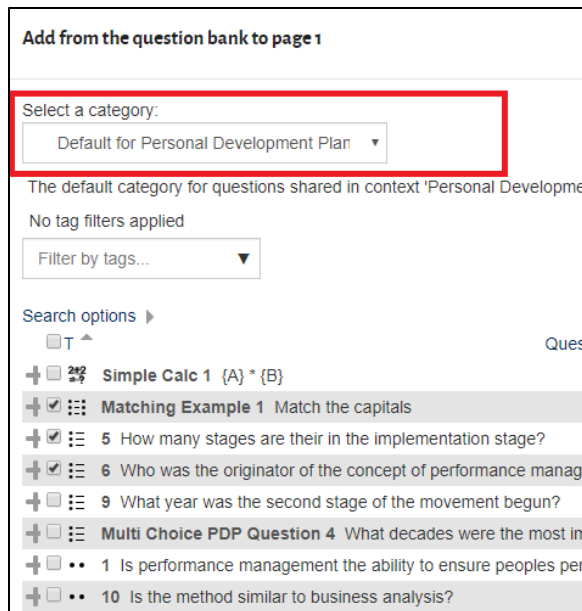 Add from the question bank to page 1
Select a category:
Default for Personal Development Plan
The default category for questions shared in context 'Personal Developme
No tag filters applied
Filter by tags... ▼
Search options
T Ques
Simple Calc 1 {A} * {B}
Matching Example 1 Match the capitals
5 How many stages are their in the implementation stage?
6 Who was the originator of the concept of performance manag
9 What year was the second stage of the movement begun?
Multi Choice PDP Question 4 What decades were the most im
1 Is performance management the ability to ensure peoples per
10 Is the method similar to business analysis?